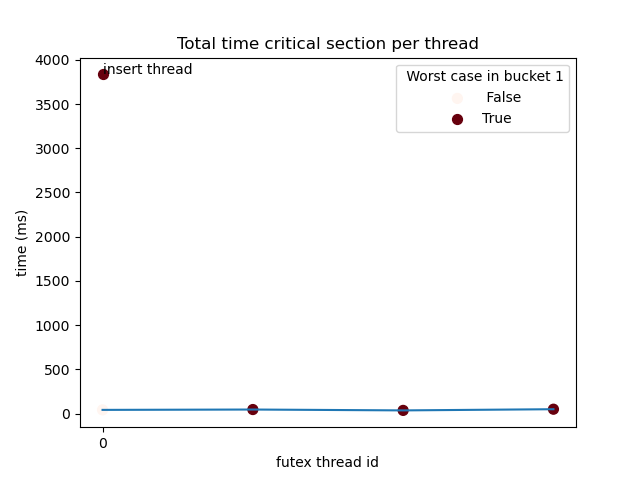 Total time critical section per thread
insert thread
Worst case in bucket 1
False
True
4000
3500
3000
2500
2000
1500
1000
500
0
time (ms)
0
futex thread id